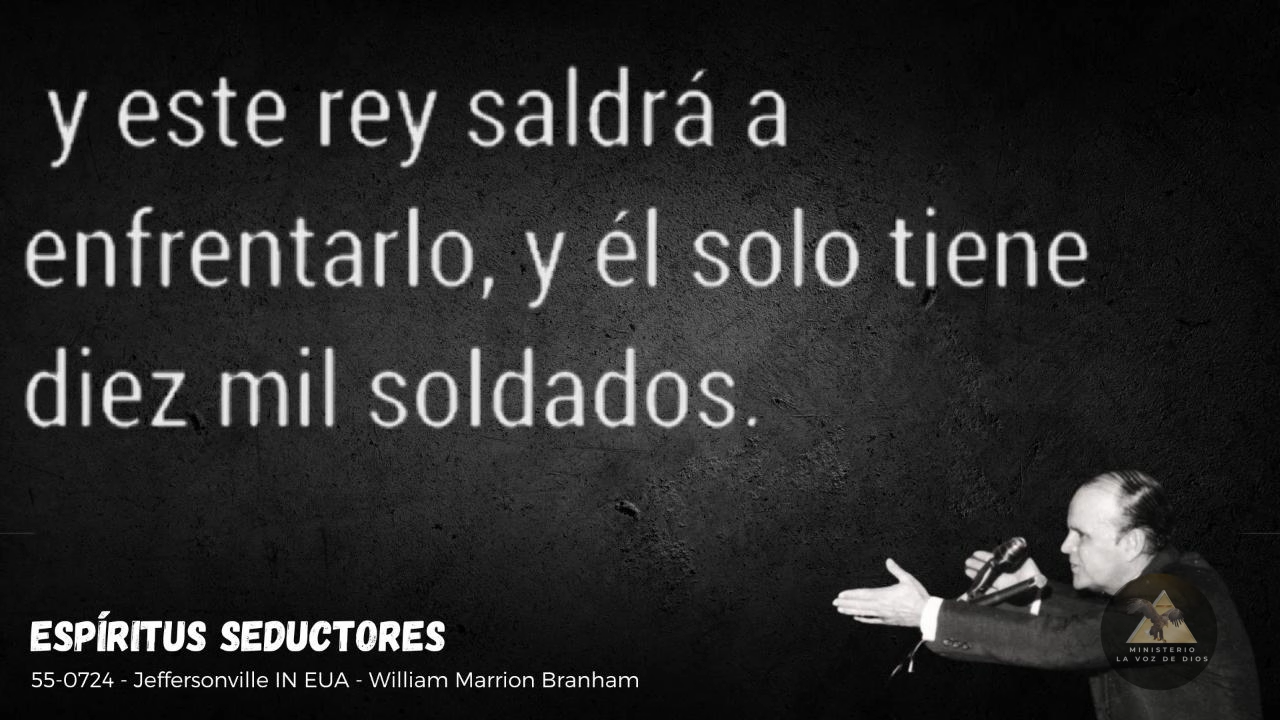 y este rey saldrá a
enfrentarlo, y él solo tiene
diez mil soldados.
ESPÍRITUS SEDUCTORES
55-0724 - Jeffersonville IN EUA - William Marrion Branham
MINISTERIO
LA VOZ DE DIOS